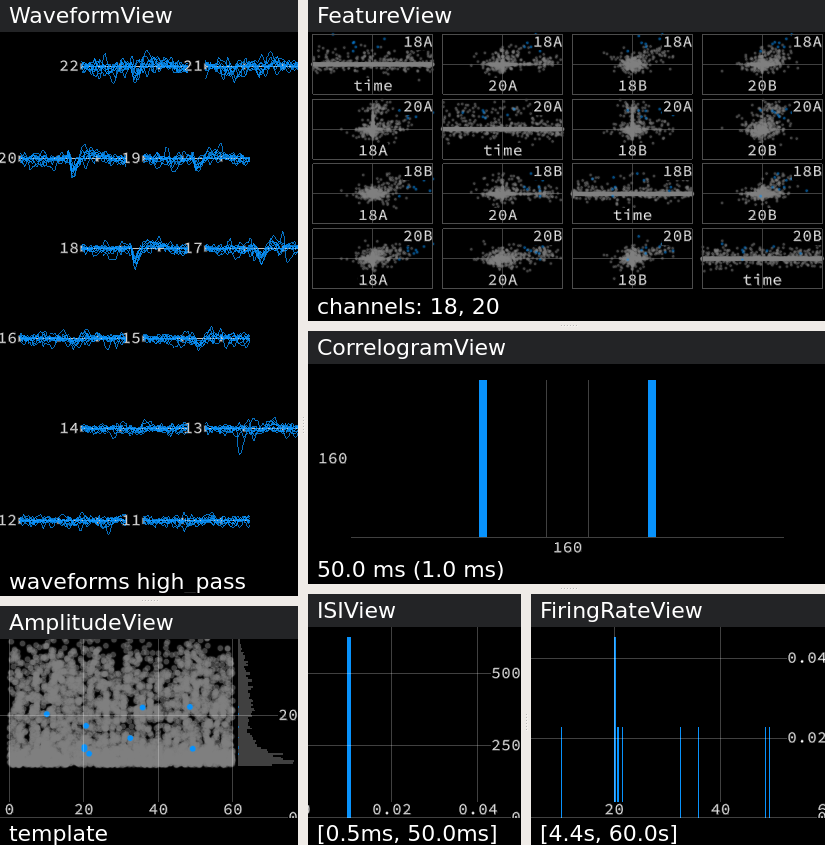 WaveformView
22 21
20 19
18 17
16 15
14 13
12 11
waveforms high_pass
FeatureView
18A 18A 18A 18A
time 20A 18B 20B
20A 20A 20A 20A
18A time 18B 20B
18B 18B 18B 18B
18A 20A time 20B
20B 20B 20B 20B
18A 20A 18B time
channels: 18, 20
CorrelogramView
160
160
50.0 ms (1.0 ms)
AmplitudeView
20
0 20 40 60
template
ISIView
500
250
0.02 0.04
[0.5ms, 50.0ms]
FiringRateView
0.04
0.02
20 40
[4.4s, 60.0s]